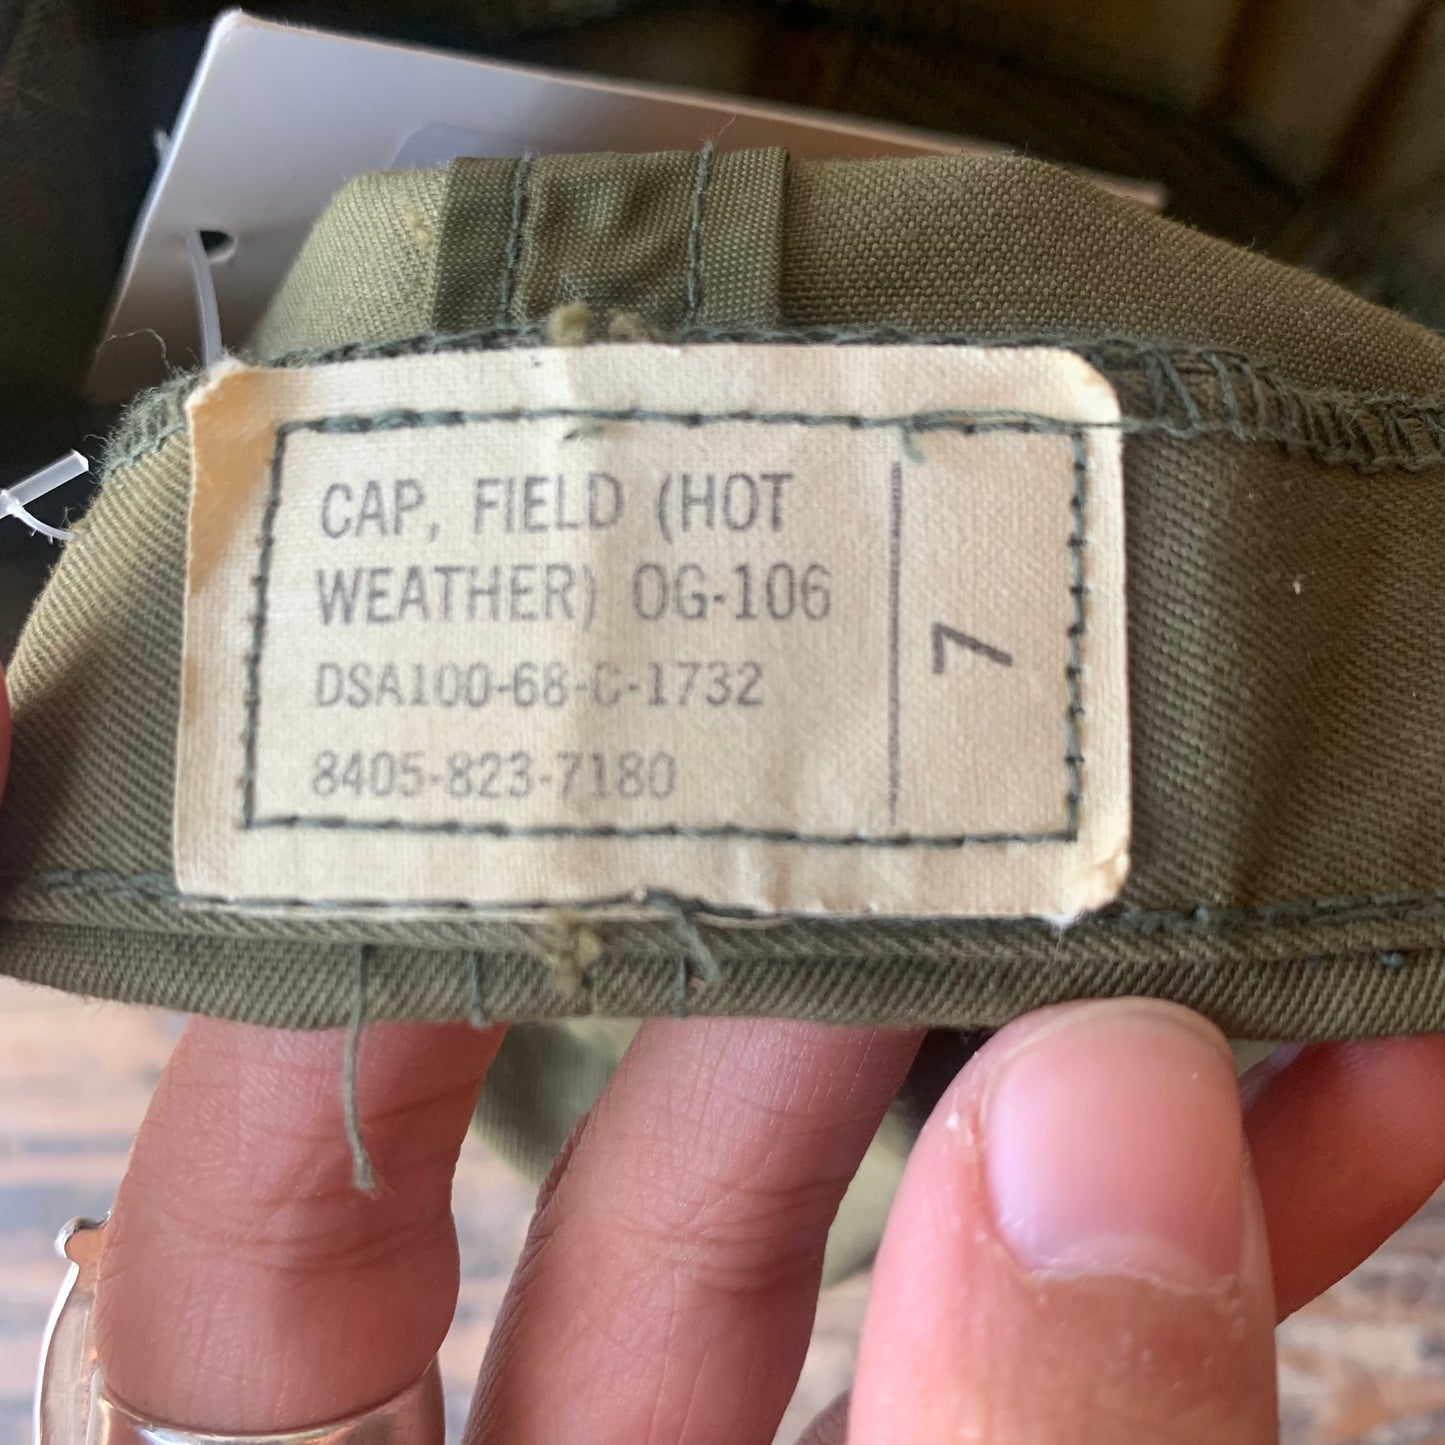 CAP, FIELD (HOT
WEATHER) OG-106
DSA100-68-C-1732
8405-823-7180
7